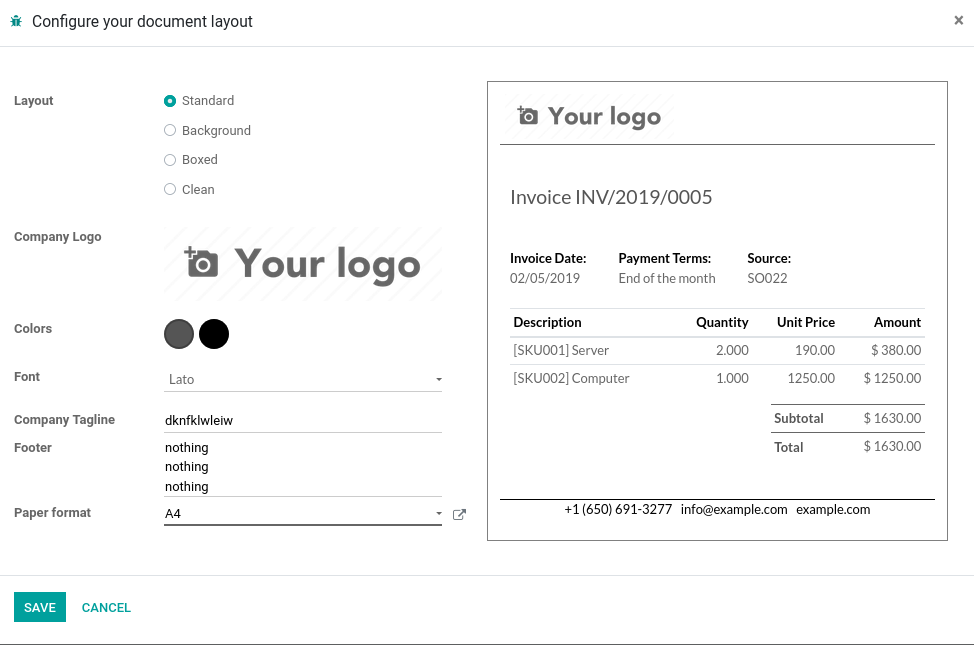 Configure your document layout
×
Layout
Standard
Background
Boxed
Clean
Company Logo
Your logo
Colors
Font
Lato
Company Tagline
dknfklwleiw
Footer
nothing
nothing
nothing
Paper format
A4
Your logo
Invoice INV/2019/0005
Invoice Date: Payment Terms: Source:
02/05/2019 End of the month SO022
Description Quantity Unit Price Amount
[SKU001] Server 2.000 190.00 $ 380.00
[SKU002] Computer 1.000 1250.00 $ 1250.00
Subtotal $ 1630.00
Total $ 1630.00
+1 (650) 691-3277 info@example.com example.com
SAVE CANCEL